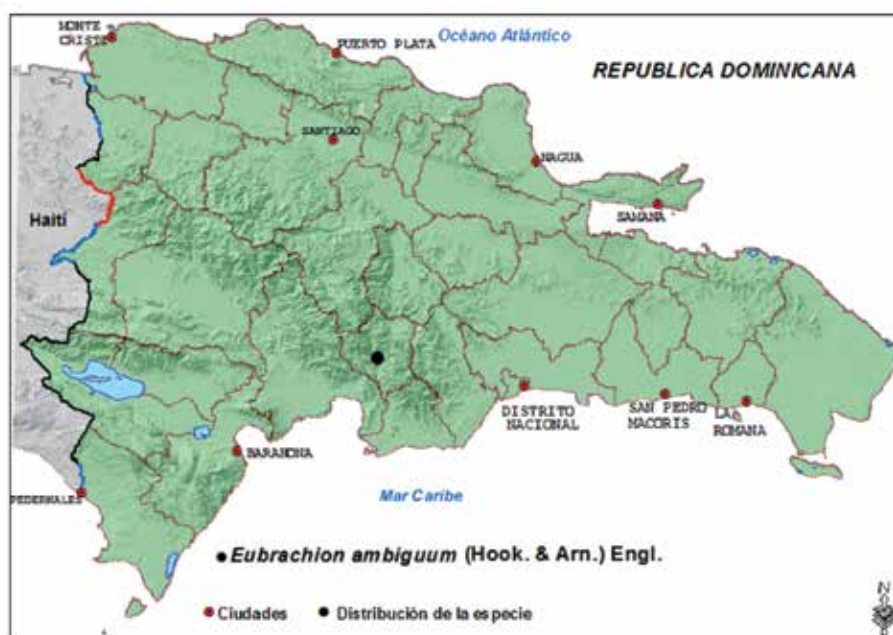 MONTE
CRISTI
PUERTO PLATA
Océano Atlántico
REPUBLICA DOMINICANA
SANTIAGO
NAGUA
SAMANA
Haití
DISTRITO
NACIONAL
SAN PEDRO
MACORIS
LA
ROMANA
BARAHONA
PEDERNALES
Mar Caribe
Eubrachion ambiguum (Hook. & Arn.) Engl.
Ciudades
Distribución de la especie
N